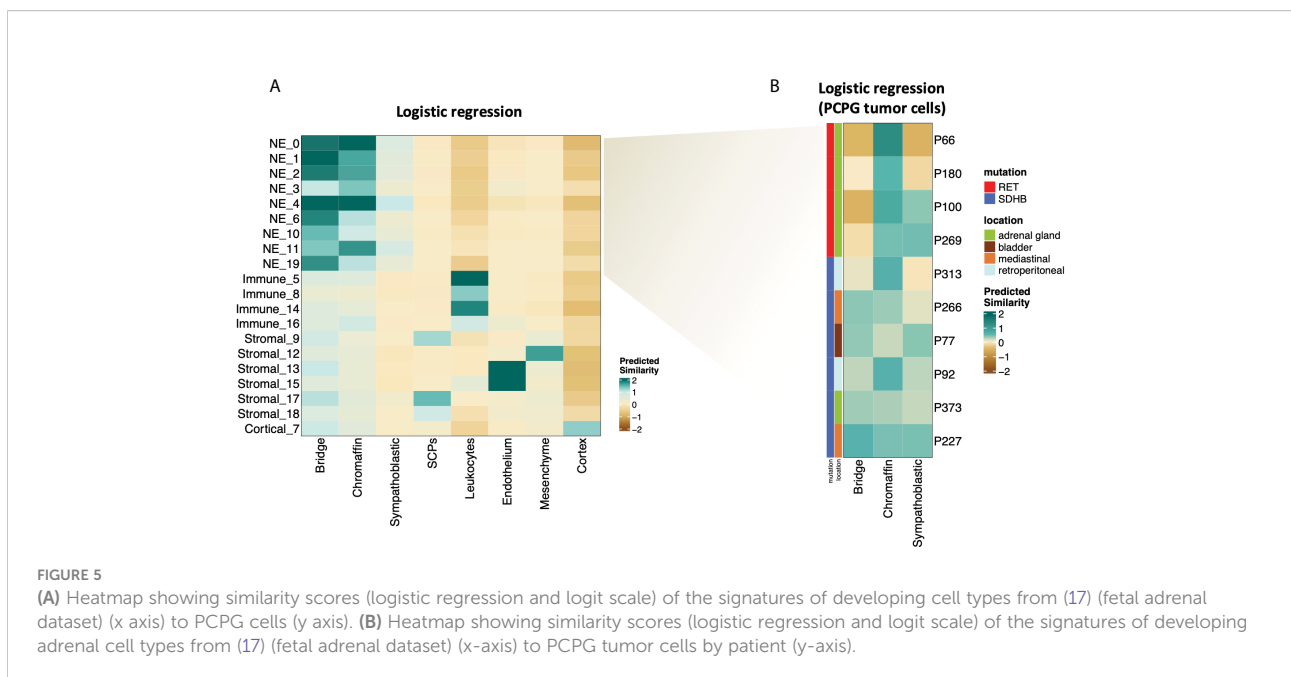 A
Logistic regression
NE_0
NE_1
NE_2
NE_3
NE_4
NE_6
NE_10
NE_11
NE_19
Immune_5
Immune_8
Immune_14
Immune_16
Stromal_9
Stromal_12
Stromal_13
Stromal_15
Stromal_17
Stromal_18
Cortical_7
Bridge
Chromaffin
Sympathoblastic
SCPs
Leukocytes
Endothelium
Mesenchyme
Cortex
Predicted
Similarity
2
1
0
−1
−2
B
Logistic regression
(PCPG tumor cells)
P66
P180
P100
P269
P313
P266
P77
P92
P373
P227
mutation
location
Bridge
Chromaffin
Sympathoblastic
mutation
RET
SDHB
location
adrenal gland
bladder
mediastinal
retroperitoneal
Predicted
Similarity
2
1
0
−1
−2
FIGURE 5
(A) Heatmap showing similarity scores (logistic regression and logit scale) of the signatures of developing cell types from (17) (fetal adrenal
dataset) (x axis) to PCPG cells (y axis). (B) Heatmap showing similarity scores (logistic regression and logit scale) of the signatures of developing
adrenal cell types from (17) (fetal adrenal dataset) (x-axis) to PCPG tumor cells by patient (y-axis).